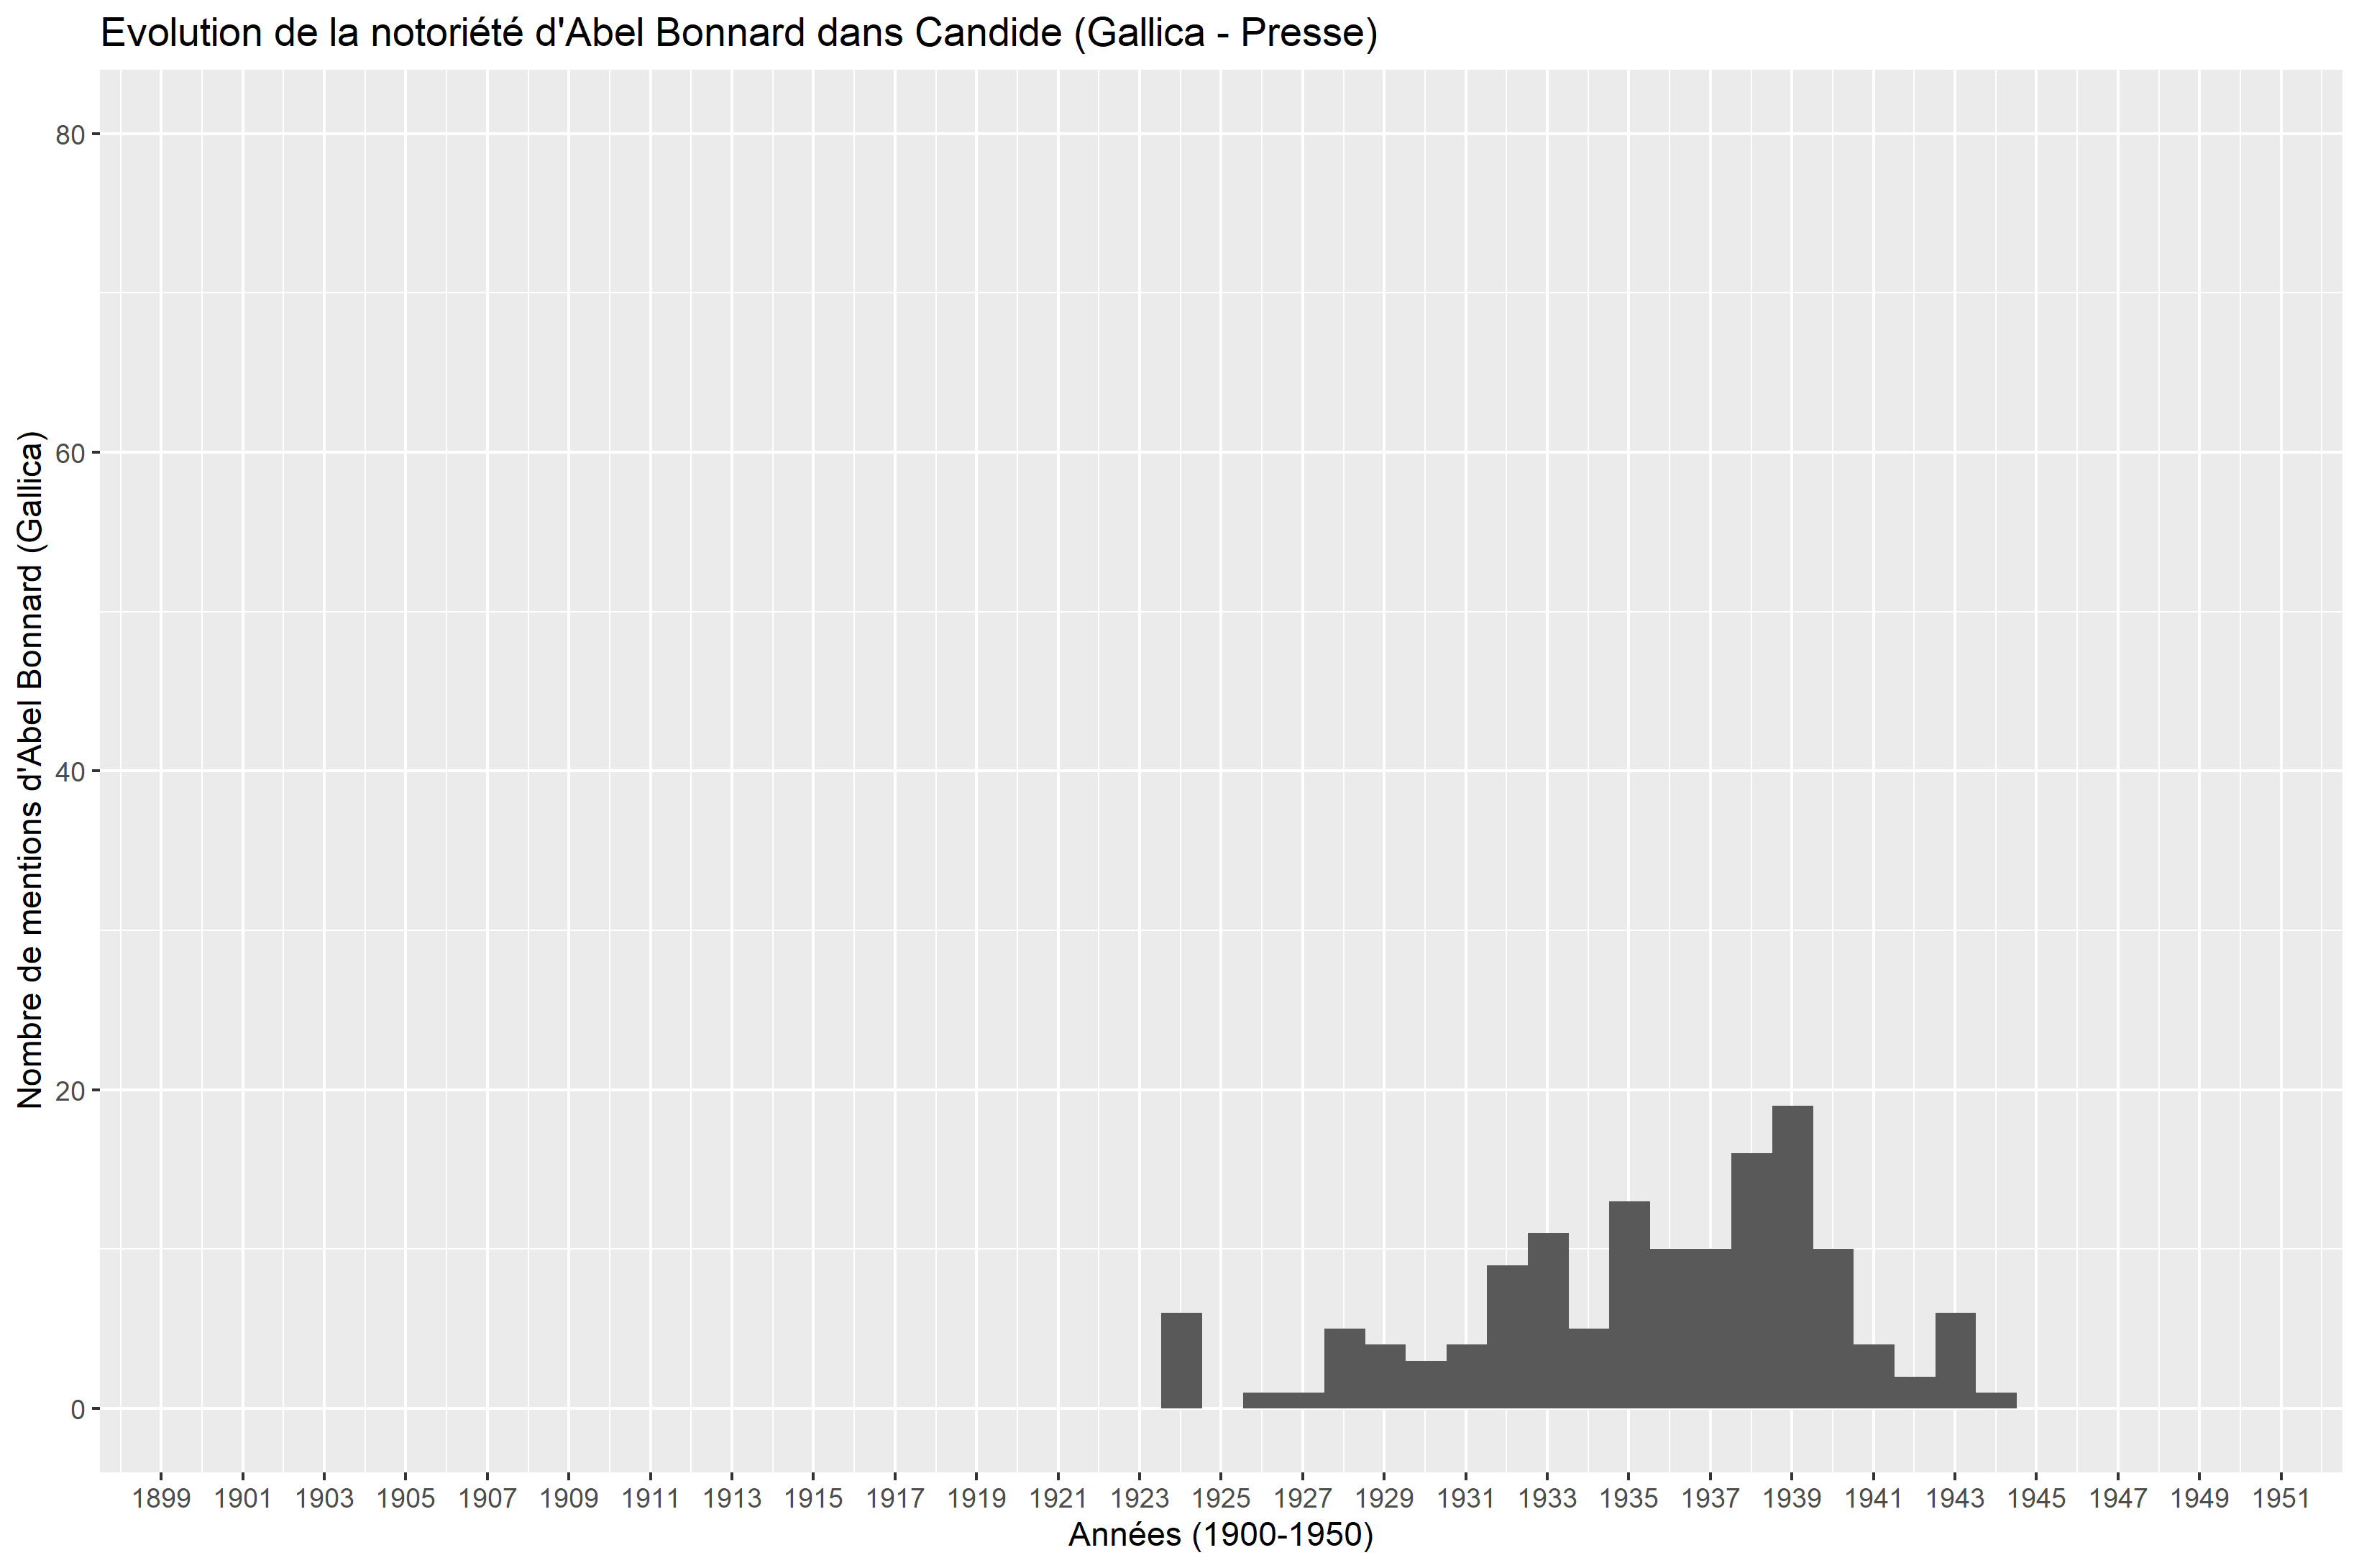 Evolution de la notoriété d'Abel Bonnard dans Candide (Gallica - Presse)
Nombre de mentions d'Abel Bonnard (Gallica)
80
60
40
20
0
1899 1901 1903 1905 1907 1909 1911 1913 1915 1917 1919 1921 1923 1925 1927 1929 1931 1933 1935 1937 1939 1941 1943 1945 1947 1949 1951
Années (1900-1950)